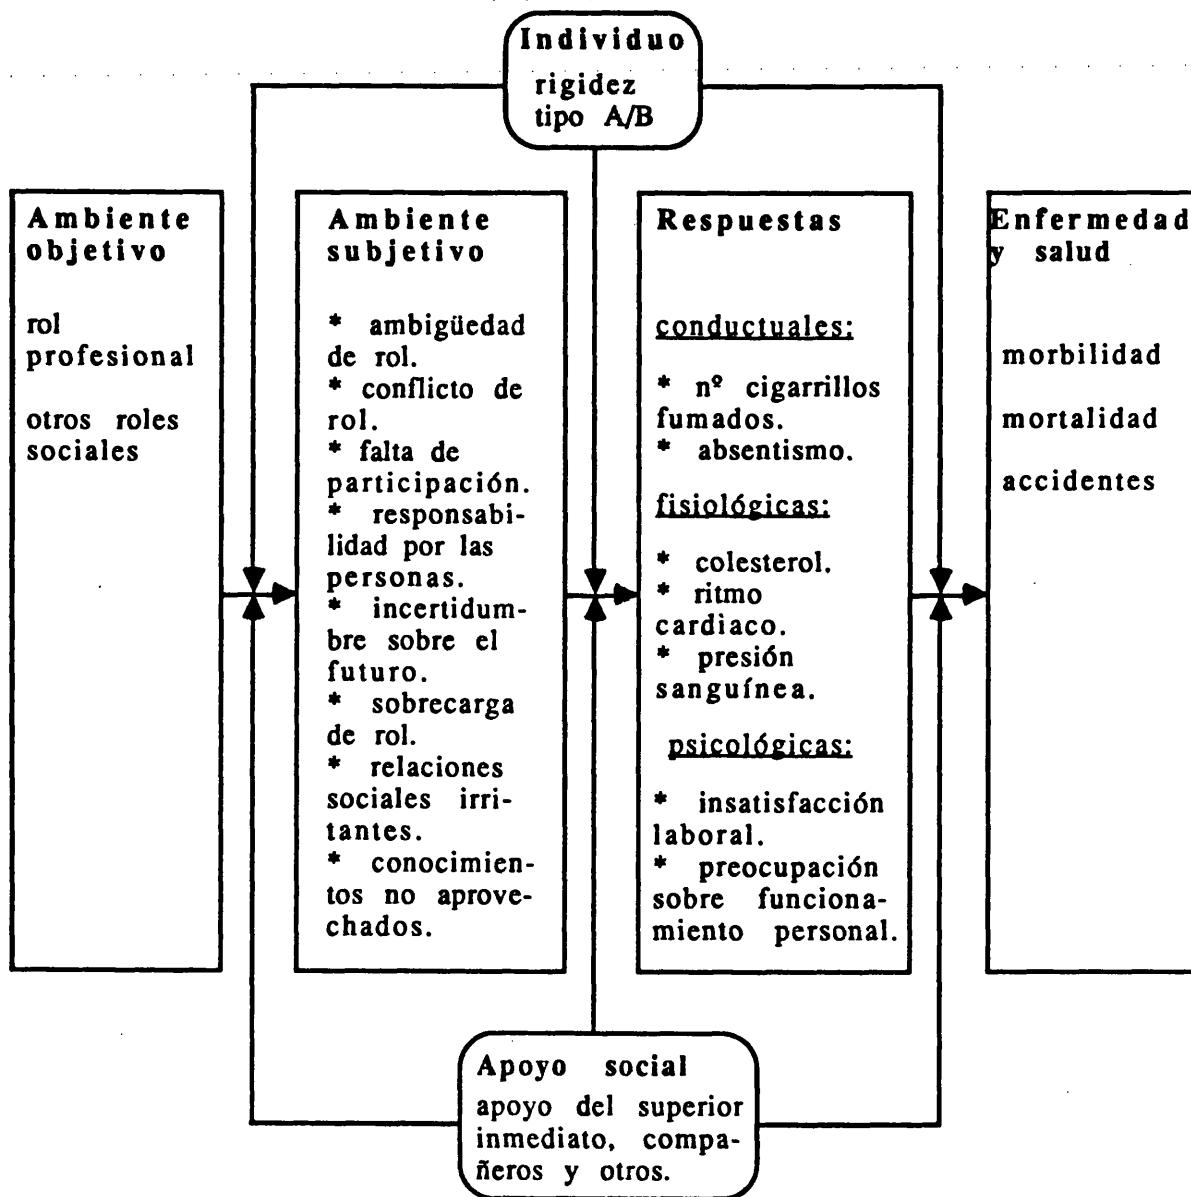 Individuo
rigidez
tipo A/B
Ambiente
objetivo
rol
profesional
otros roles
sociales
Ambiente
subjetivo
* ambigüedad
de rol.
* conflicto de
rol.
* falta de
participación.
* responsabi-
lidad por las
personas.
* incertidum-
bre sobre el
futuro.
* sobrecarga
de rol.
* relaciones
sociales irri-
tantes.
* conocimien-
tos no aprove-
chados.
Respuestas
conductuales:
* nº cigarrillos
fumados.
* absentismo.
fisiológicas:
* colesterol.
* ritmo
cardiaco.
* presión
sanguínea.
psicológicas:
* insatisfacción
laboral.
* preocupación
sobre funciona-
miento personal.
Enfermedad
y salud
morbilidad
mortalidad
accidentes
Apoyo social
apoyo del superior
inmediato, compa-
ñeros y otros.